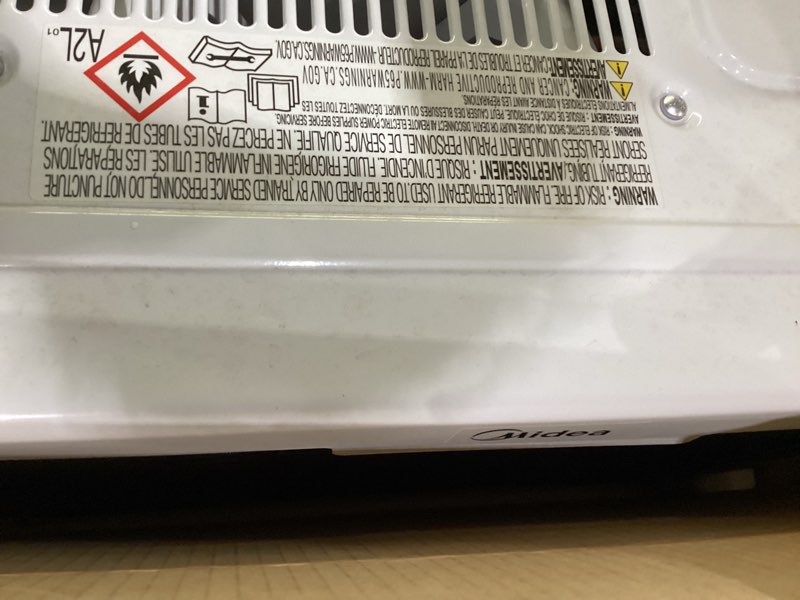 WARNING : RISK OF FIRE. FLAMMABLE REFRIGERANT USED.TO BE REPAIRED ONLY BY TRAINED SERVICE PERSONNEL.DO NOT PUNCTURE
REFRIGERANT TUBING./AVERTISSEMENT : RISQUE D'INCENDIE. FLUIDE FRIGORIGÈNE INFLAMMABLE UTILISÉ. LES RÉPARATIONS
SERONT RÉALISÉES UNIQUEMENT PAR UN PERSONNEL DE SERVICE QUALIFIÉ. NE PERCEZ PAS LES TUBES DE RÉFRIGÉRANT.
WARNING : RISK OF ELECTRIC SHOCK. CAN CAUSE INJURY OR DEATH: DISCONNECT ALL REMOTE ELECTRIC POWER SUPPLIES BEFORE SERVICING.
AVERTISSEMENT : RISQUE DE CHOC ÉLECTRIQUE. PEUT CAUSER DES BLESSURES OU LA MORT: DÉCONNECTEZ TOUTES LES
ALIMENTATIONS ÉLECTRIQUES À DISTANCE AVANT LES RÉPARATIONS.
WARNING: CANCER AND REPRODUCTIVE HARM-WWW.P65WARNINGS.CA.GOV
AVERTISSEMENT:CANCER ET TROUBLES DE L'APPAREIL REPRODUCTEUR -WWW.P65WARNINGS.CA.GOV.
A2L 01
Midea